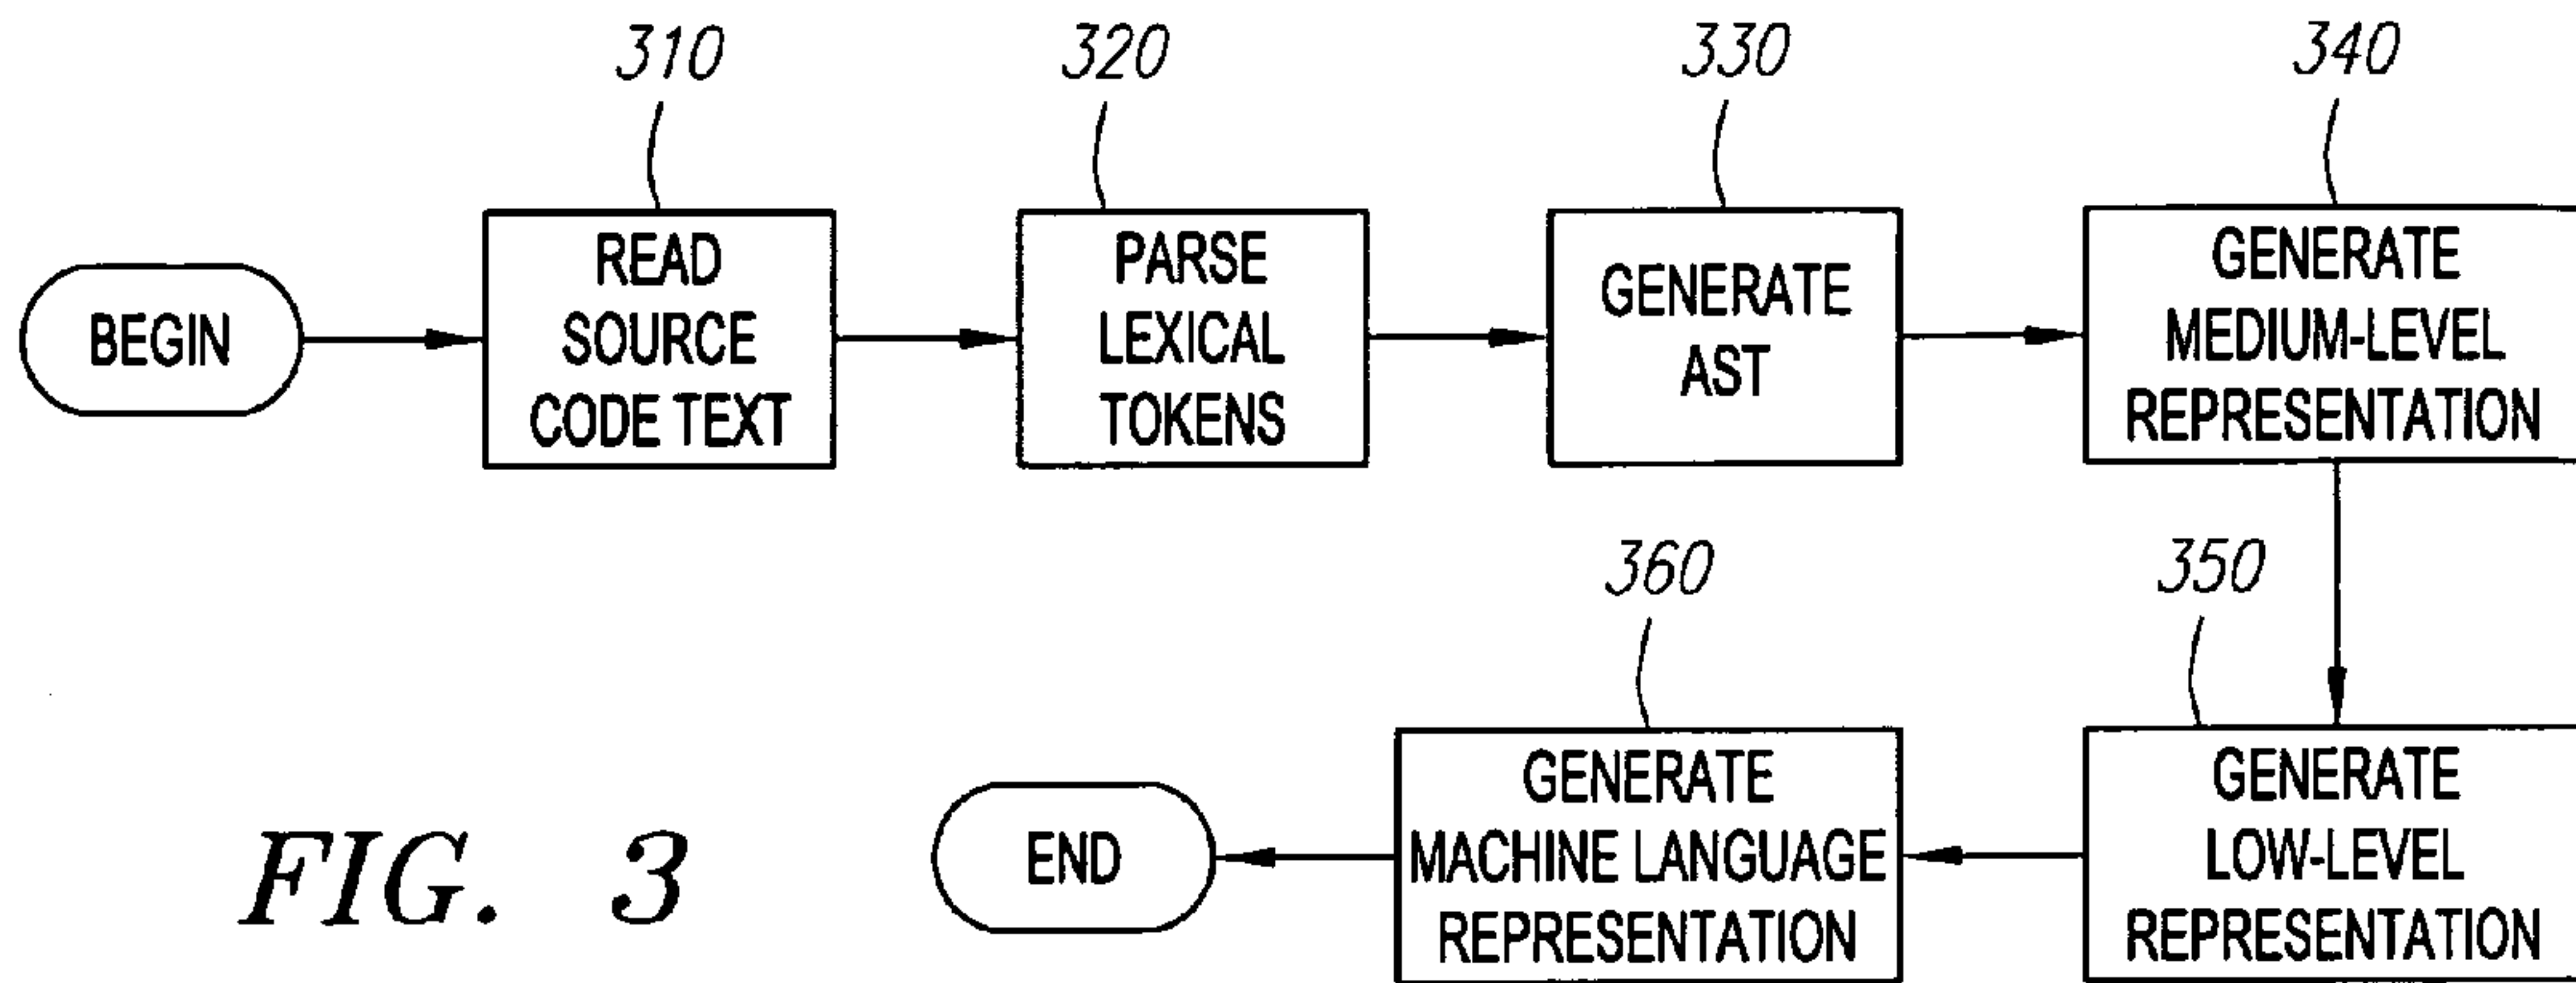 310
320
330
340
BEGIN
READ
SOURCE
CODE TEXT
PARSE
LEXICAL
TOKENS
GENERATE
AST
GENERATE
MEDIUM-LEVEL
REPRESENTATION
350
GENERATE
LOW-LEVEL
REPRESENTATION
360
GENERATE
MACHINE LANGUAGE
REPRESENTATION
END
FIG. 3